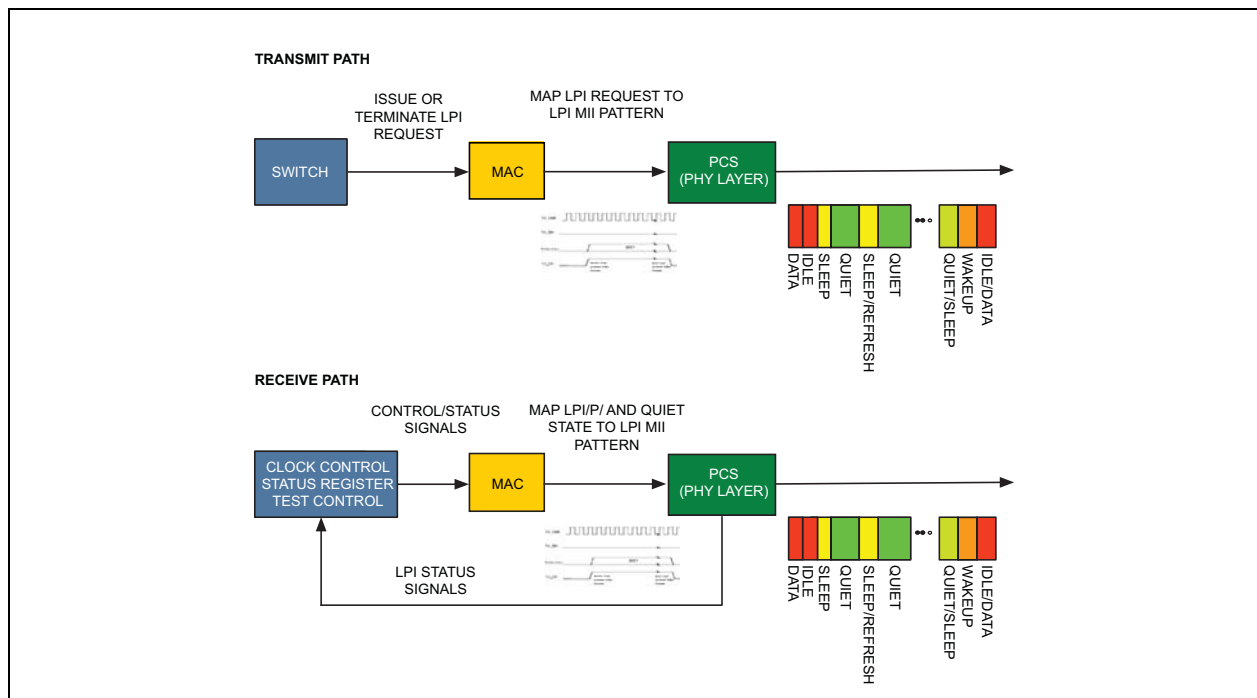 TRANSMIT PATH
ISSUE OR
TERMINATE LPI
REQUEST
MAP LPI REQUEST TO
LPI MII PATTERN
SWITCH
MAC
PCS
(PHY LAYER)
DATA
IDLE
SLEEP
QUIET
SLEEP/REFRESH
QUIET
QUIET/SLEEP
WAKEUP
IDLE/DATA
RECEIVE PATH
CONTROL/STATUS
SIGNALS
MAP LPI/P/ AND QUIET
STATE TO LPI MII
PATTERN
CLOCK CONTROL
STATUS REGISTER
TEST CONTROL
MAC
PCS
(PHY LAYER)
LPI STATUS
SIGNALS
DATA
IDLE
SLEEP
QUIET
SLEEP/REFRESH
QUIET
QUIET/SLEEP
WAKEUP
IDLE/DATA